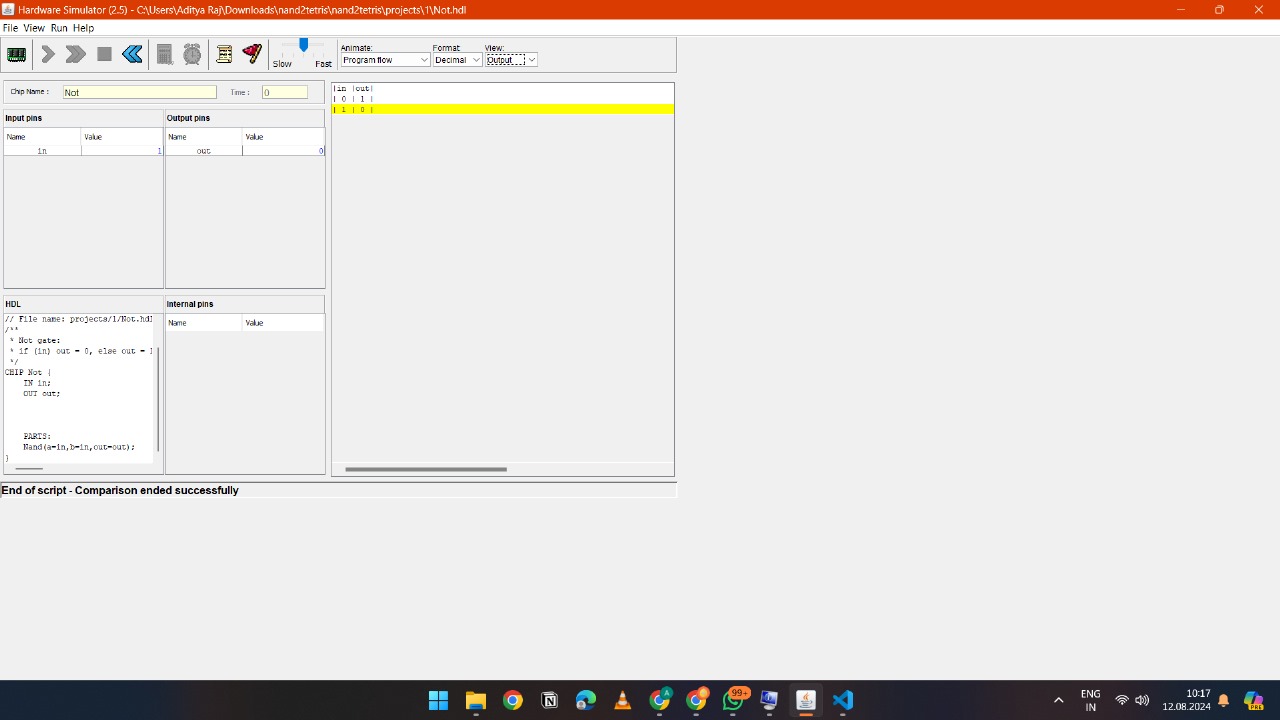 Hardware Simulator (2.5) - C:\Users\Aditya Raj\Downloads\nand2tetris\nand2tetris\projects\1\Not.hdl
File View Run Help
Slow Fast
Animate: Format: View:
Program flow Decimal Output
Chip Name : Not Time : 0
Input pins Output pins
Name Value Name Value
in 1 out 0
|in |out|
| 0 | 1 |
| 1 | 0 |
HDL Internal pins
Name Value
// File name: projects/1/Not.hdl
/**
* Not gate:
* if (in) out = 0, else out = 1
*/
CHIP Not {
IN in;
OUT out;
PARTS:
Nand(a=in,b=in,out=out);
}
End of script - Comparison ended successfully
A
99+
PRE
ENG
IN
10:17
12.08.2024